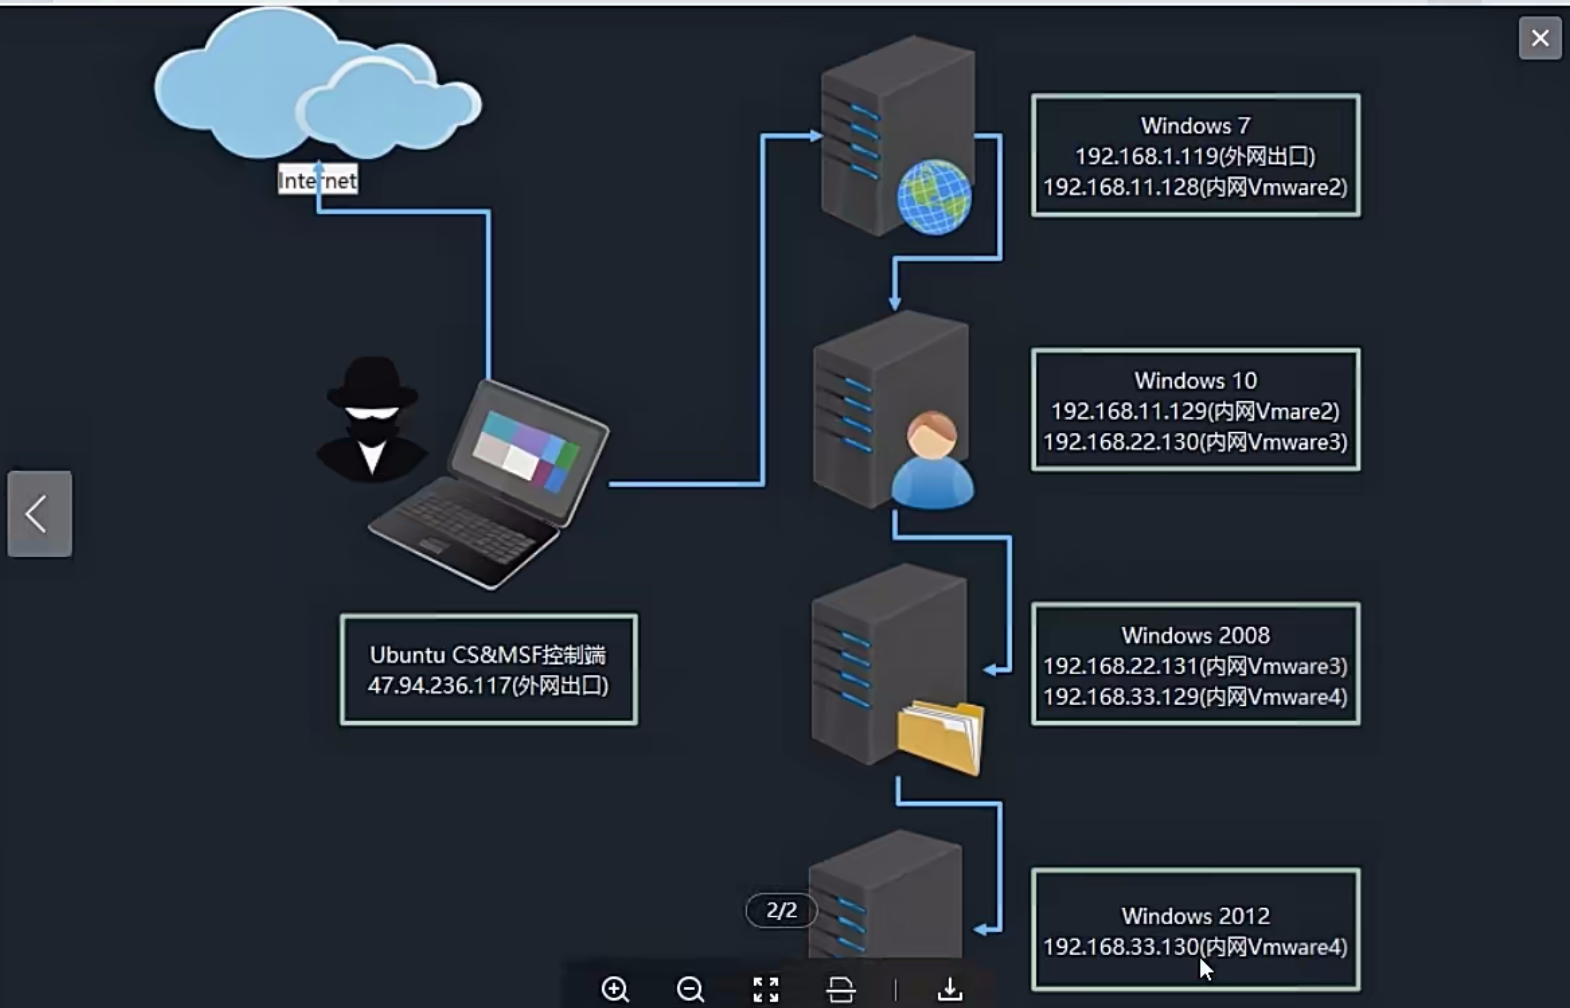 Internet
Windows 7
192.168.1.119(外网出口)
192.168.11.128(内网Vmware2)
Windows 10
192.168.11.129(内网Vmare2)
192.168.22.130(内网Vmware3)
Ubuntu CS&MSF控制端
47.94.236.117(外网出口)
Windows 2008
192.168.22.131(内网Vmware3)
192.168.33.129(内网Vmware4)
2/2
Windows 2012
192.168.33.130(内网Vmware4)